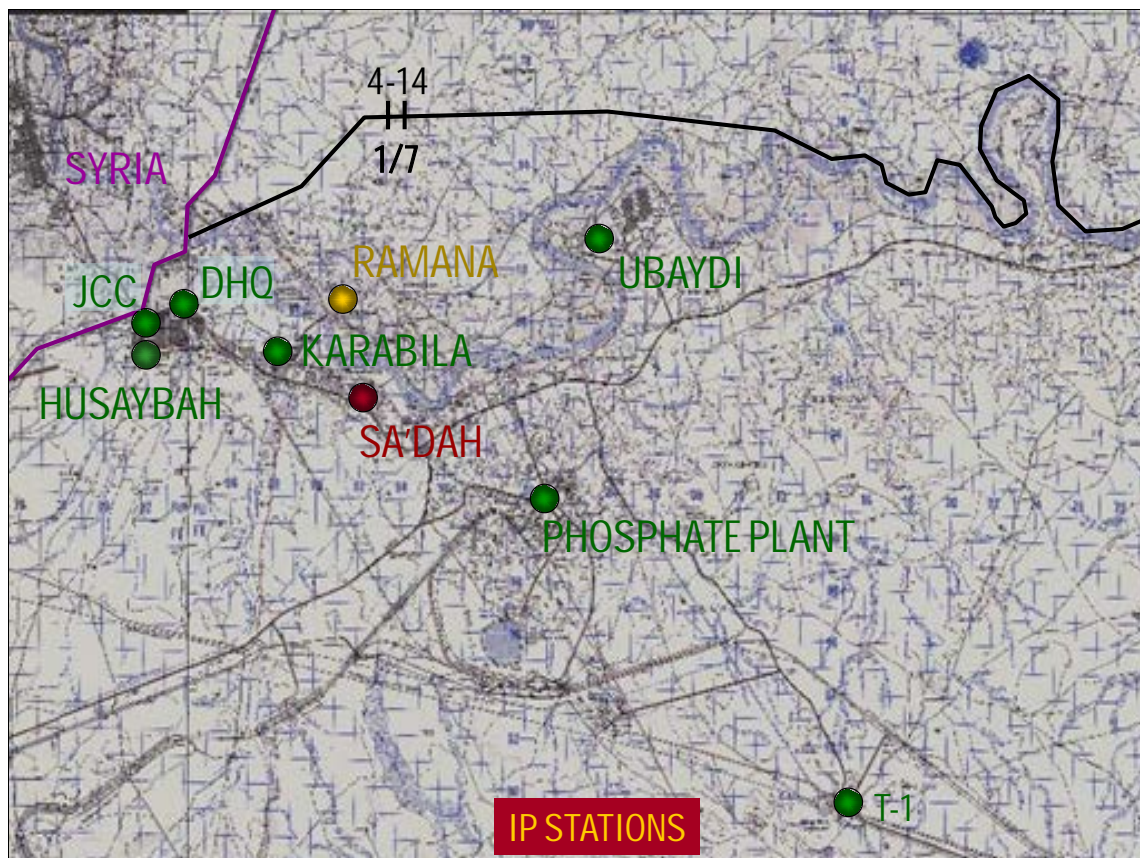 4-14
1/7
SYRIA
RAMANA
UBAYDI
JCC
DHQ
KARABILA
HUSAYBAH
SA'DAH
PHOSPHATE PLANT
T-1
IP STATIONS